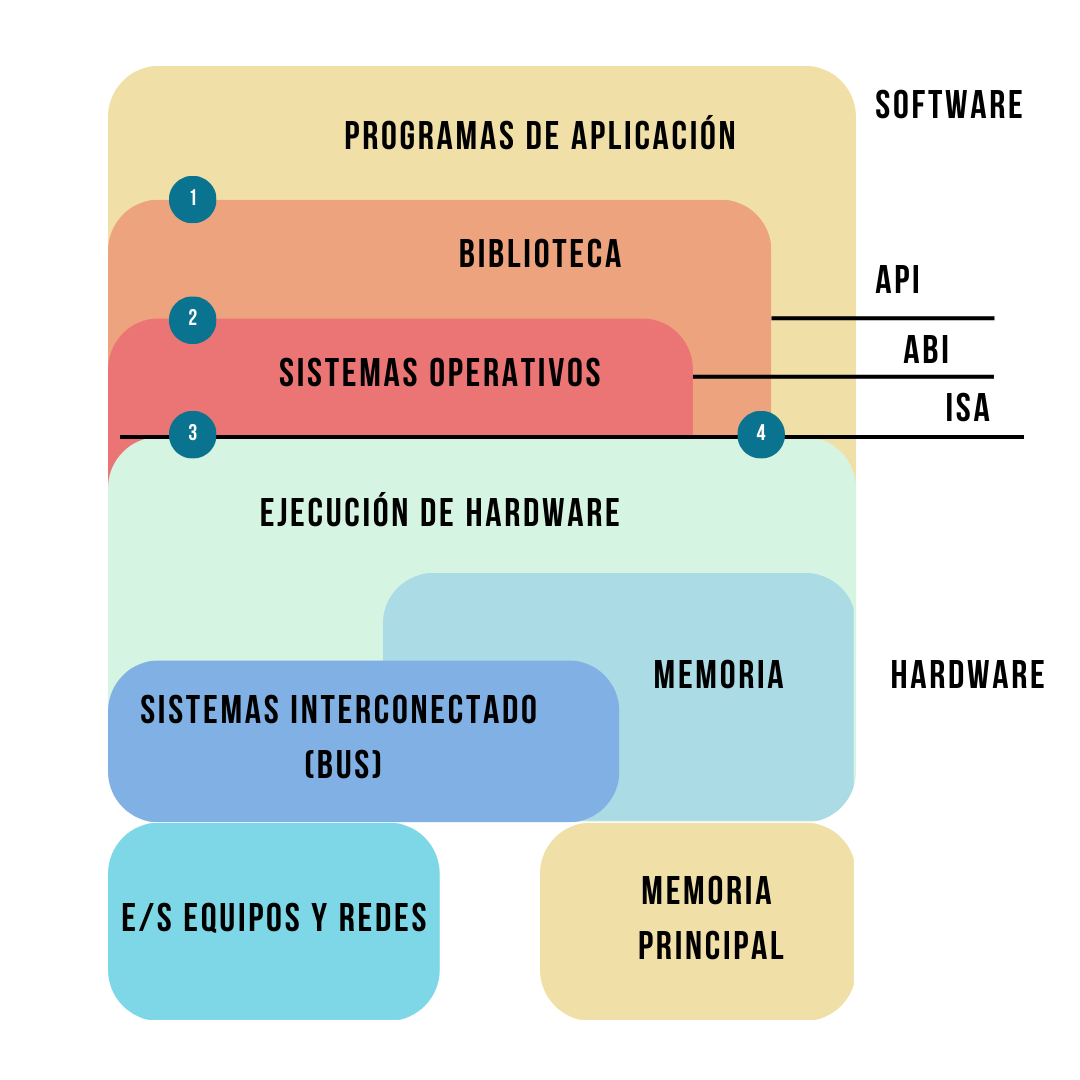 SOFTWARE
PROGRAMAS DE APLICACIÓN
1
BIBLIOTECA
API
2
ABI
SISTEMAS OPERATIVOS
ISA
3
4
EJECUCIÓN DE HARDWARE
MEMORIA
HARDWARE
SISTEMAS INTERCONECTADO
(BUS)
E/S EQUIPOS Y REDES
MEMORIA
PRINCIPAL